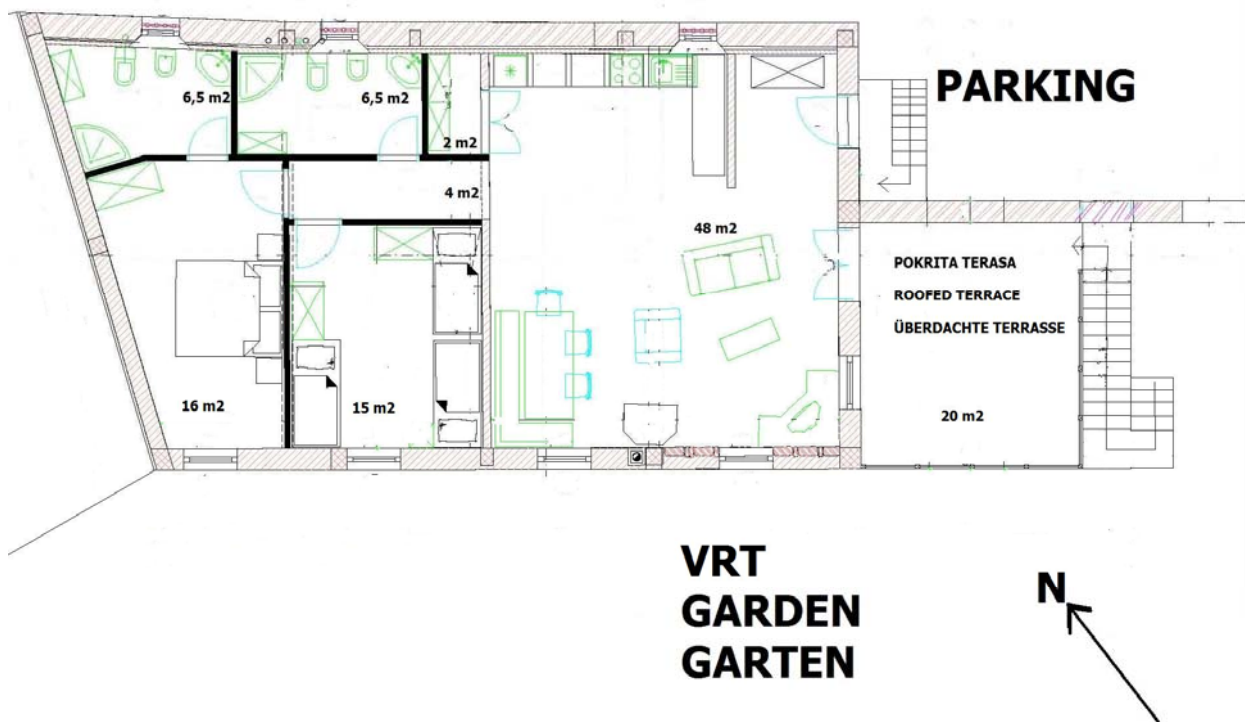 PARKING
6,5 m2
6,5 m2
2 m2
4 m2
48 m2
POKRITA TERASA
ROOFED TERRACE
ÜBERDACHTE TERRASSE
16 m2
15 m2
20 m2
VRT
GARDEN
GARTEN
N